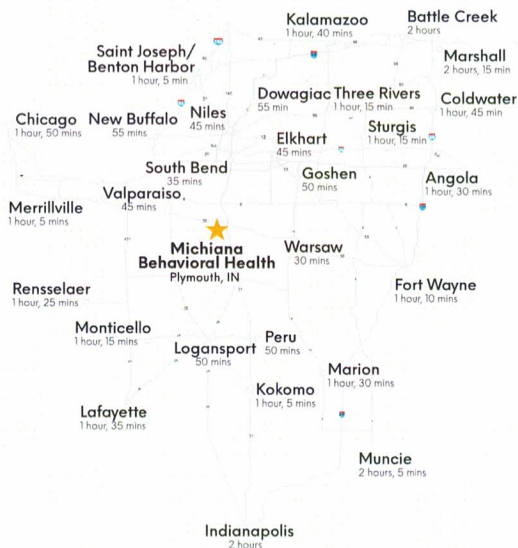 Kalamazoo
1 hour, 40 mins
Battle Creek
2 hours
Saint Joseph/
Benton Harbor
1 hour, 5 min
Marshall
2 hours, 15 min
Dowagiac
55 min
Three Rivers
1 hour, 15 min
Coldwater
1 hour, 45 min
Chicago
1 hour, 50 mins
New Buffalo
55 mins
Niles
45 mins
Elkhart
45 mins
Sturgis
1 hour, 15 min
South Bend
35 mins
Goshen
50 mins
Angola
1 hour, 30 mins
Valparaiso
45 mins
Merrillville
1 hour, 5 mins
Michiana
Behavioral Health
Plymouth, IN
Warsaw
30 mins
Rensselaer
1 hour, 25 mins
Fort Wayne
1 hour, 10 mins
Monticello
1 hour, 15 mins
Logansport
50 mins
Peru
50 mins
Marion
1 hour, 30 mins
Kokomo
1 hour, 5 mins
Lafayette
1 hour, 35 mins
Muncie
2 hours, 5 mins
Indianapolis
2 hours